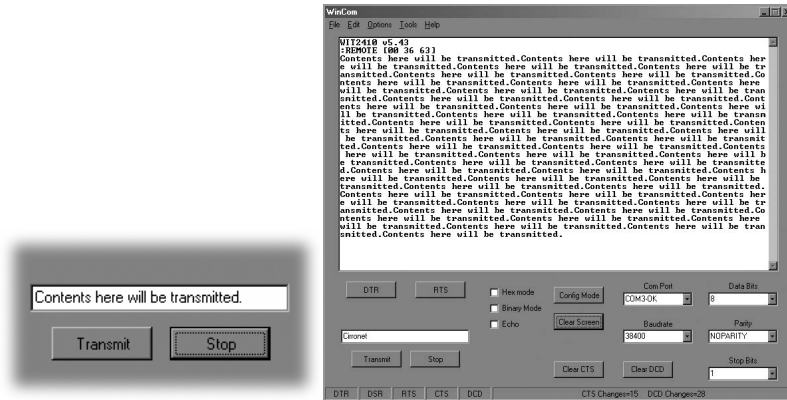 Contents here will be transmitted.
Transmit Stop
WinCom
File Edit Options Tools Help
WIT2410 v5.43
:REMOTE [00 36 63]
Contents here will be transmitted.Contents here will be transmitted.Contents her
e will be transmitted.Contents here will be transmitted.Contents here will be tr
ansmitted.Contents here will be transmitted.Contents here will be transmitted.Co
ntents here will be transmitted.Contents here will be transmitted.Contents here
will be transmitted.Contents here will be transmitted.Contents here will be tran
smitted.Contents here will be transmitted.Contents here will be transmitted.Cont
ents here will be transmitted.Contents here will be transmitted.Contents here wi
ll be transmitted.Contents here will be transmitted.Contents here will be transm
itted.Contents here will be transmitted.Contents here will be transmitted.Conten
ts here will be transmitted.Contents here will be transmitted.Contents here will
be transmitted.Contents here will be transmitted.Contents here will be transmit
ted.Contents here will be transmitted.Contents here will be transmitted.Contents
here will be transmitted.Contents here will be transmitted.Contents here will b
e transmitted.Contents here will be transmitted.Contents here will be transmitte
d.Contents here will be transmitted.Contents here will be transmitted.Contents h
ere will be transmitted.Contents here will be transmitted.Contents here will be
transmitted.Contents here will be transmitted.Contents here will be transmitted.
Contents here will be transmitted.Contents here will be transmitted.Contents her
e will be transmitted.Contents here will be transmitted.Contents here will be tr
ansmitted.Contents here will be transmitted.Contents here will be transmitted.Co
ntents here will be transmitted.Contents here will be transmitted.Contents here
will be transmitted.Contents here will be transmitted.Contents here will be tran
smitted.Contents here will be transmitted.
DTR RTS Hex mode Config Mode Com Port Data Bits
COM3-OK 8
Binary Mode
Echo Clear Screen Baudrate Parity
Cirronet 38400 NOPARITY
Transmit Stop Clear CTS Clear DCD Stop Bits
1
DTR DSR RTS CTS DCD CTS Changes=15 DCD Changes=28